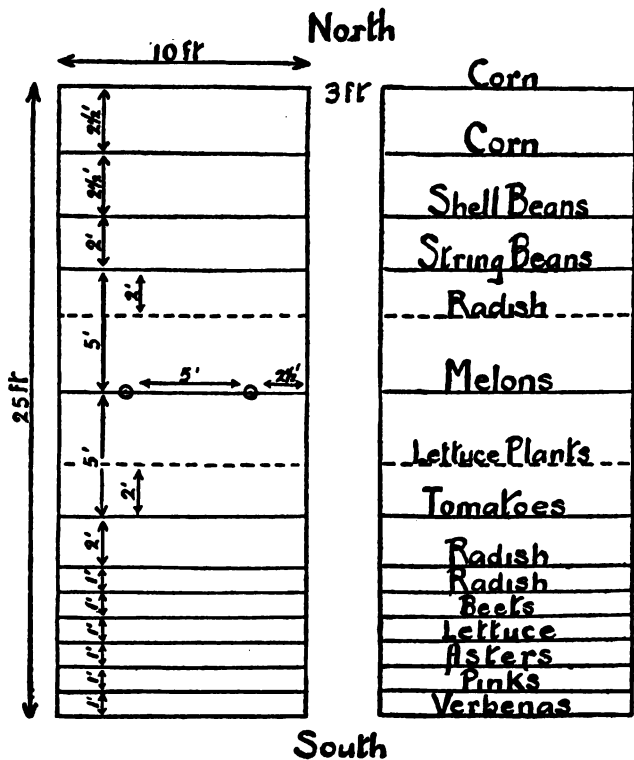 North
10 ft
3 ft
2½'
2½'
2'
2'
5'
5'
2½'
25 ft
5'
2'
2'
1'
1'
1'
1'
1'
1'
Corn
Corn
Shell Beans
String Beans
Radish
Melons
Lettuce Plants
Tomatoes
Radish
Radish
Beets
Lettuce
Asters
Pinks
Verbenas
South